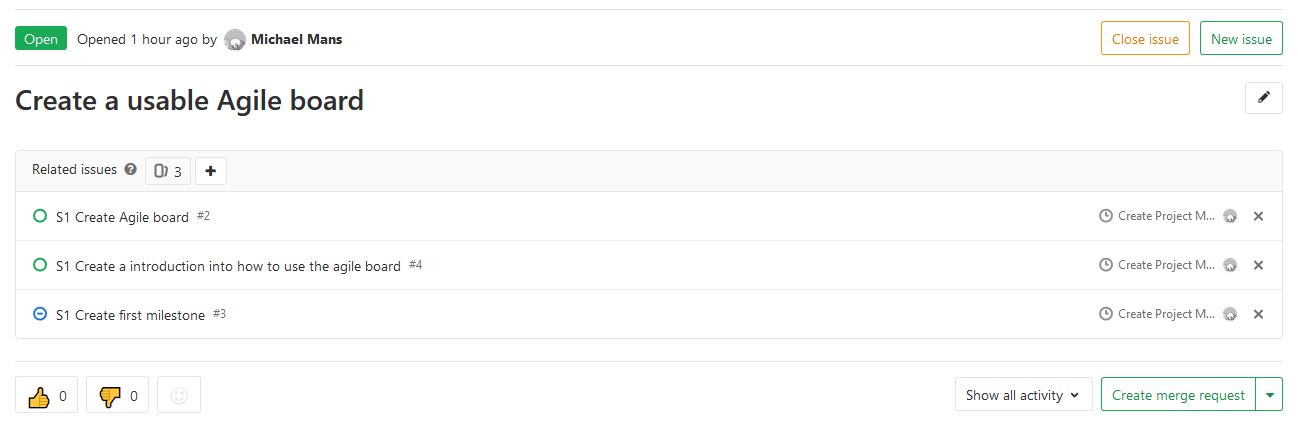 Open Opened 1 hour ago by Michael Mans Close issue New issue
Create a usable Agile board
Related issues ? 3 +
S1 Create Agile board #2 Create Project M...
S1 Create a introduction into how to use the agile board #4 Create Project M...
S1 Create first milestone #3 Create Project M...
0 0 Show all activity Create merge request